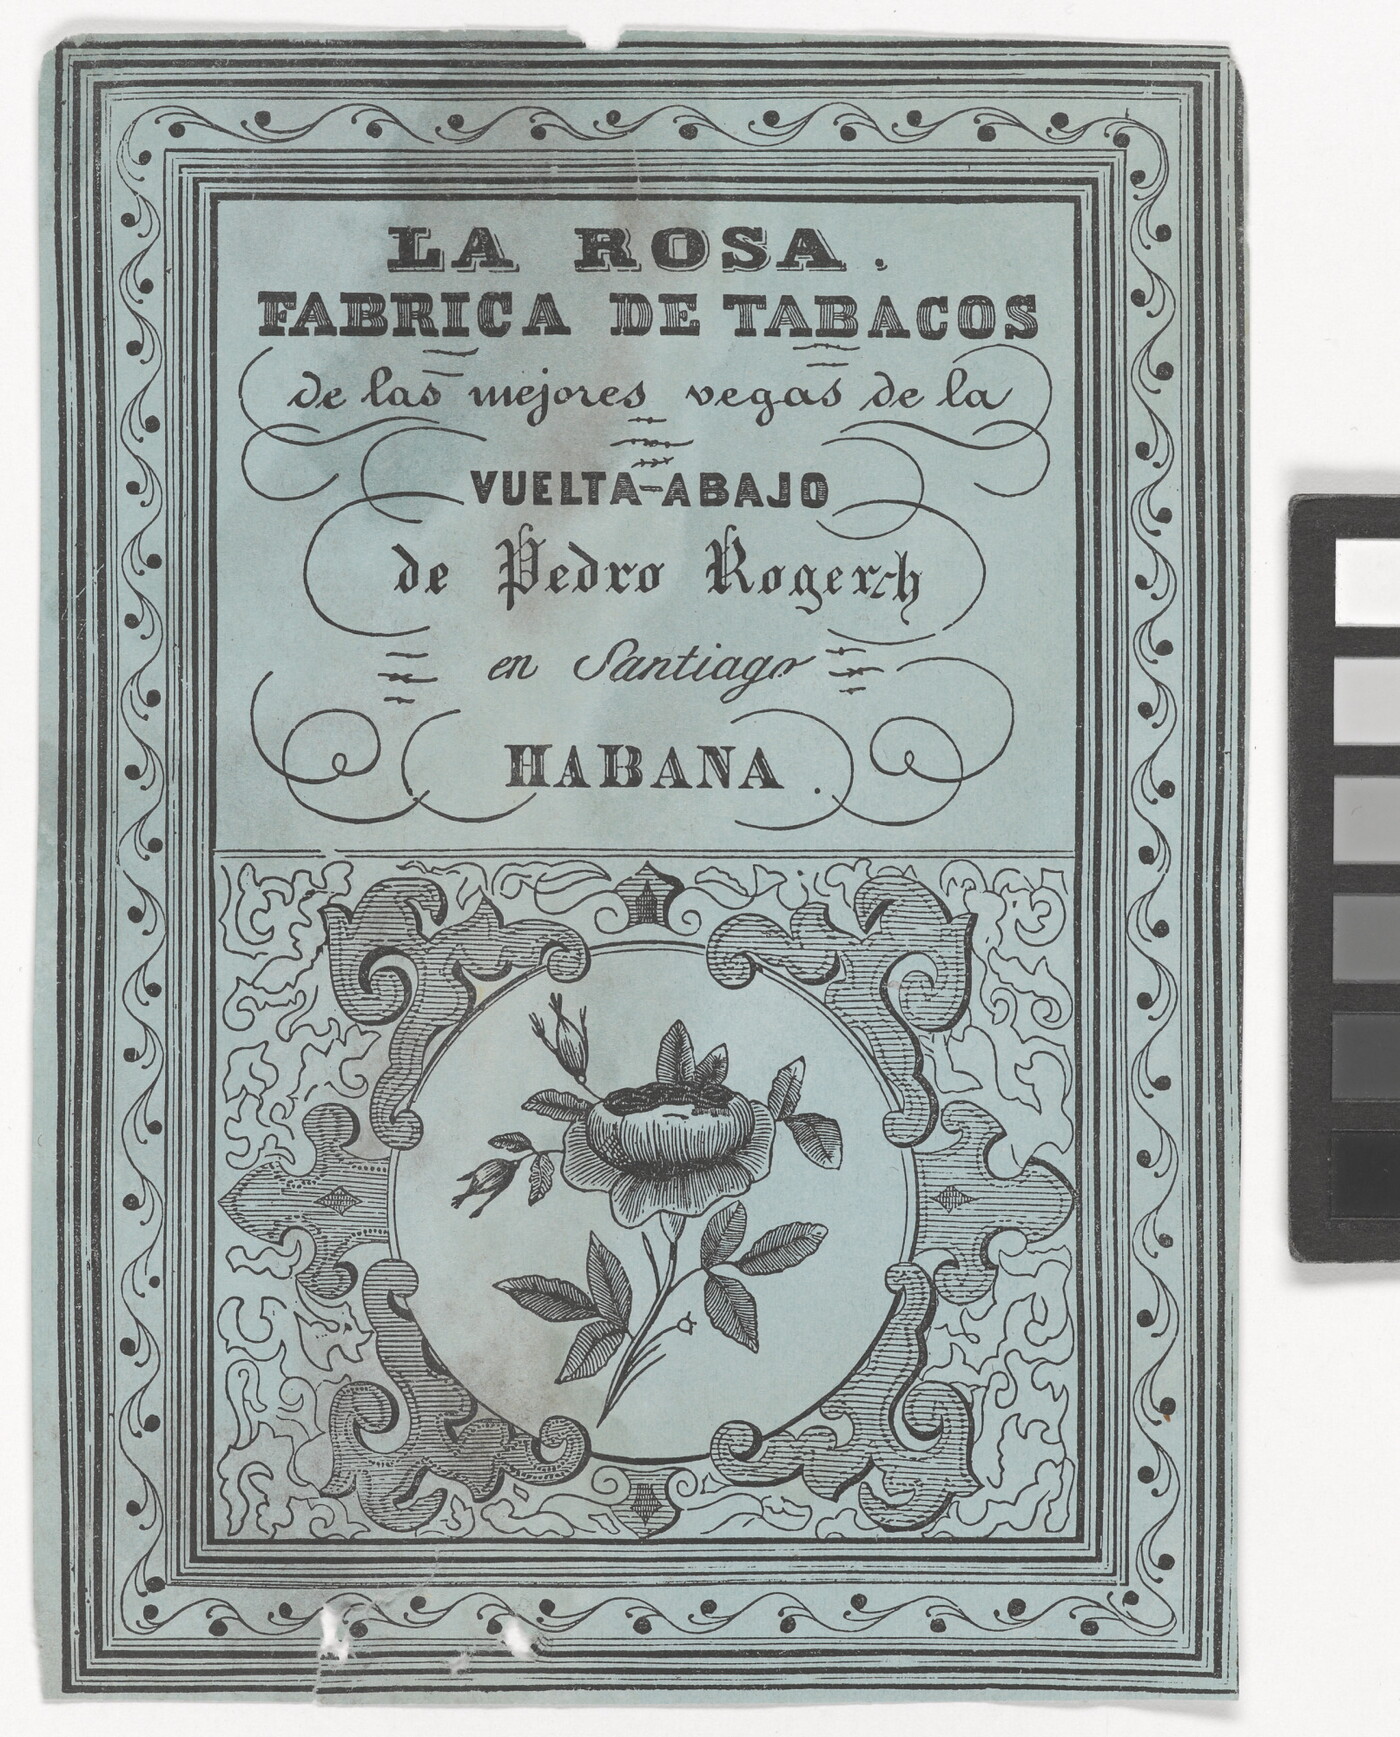 LA ROSA.
FABRICA DE TABACOS
de las mejores vegas de la
VUELTA-ABAJO
de Pedro Rogerch
en Santiago
HABANA.